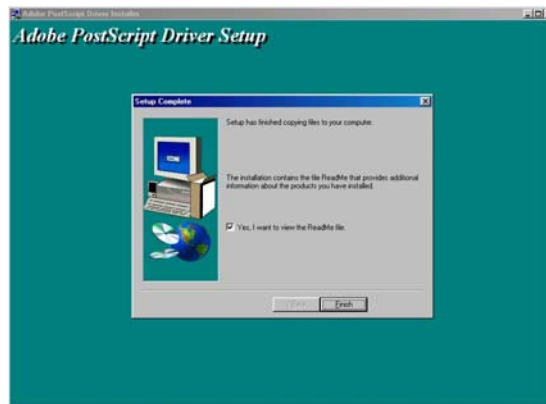 Adobe PostScript Driver Installer
Adobe PostScript Driver Setup
Setup Complete
Setup has finished copying files to your computer.
The installation contains the file ReadMe that provides additional
information about the products you have installed.
Yes, I want to view the ReadMe file.
< Back
Finish